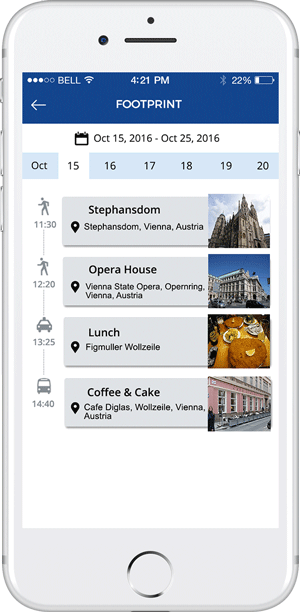 ●●●○○ BELL 4:21 PM 22%
FOOTPRINT
Oct 15, 2016 - Oct 25, 2016
Oct 15 16 17 18 19 20
Stephansdom
11:30
Stephansdom, Vienna, Austria
Opera House
12:20
Vienna State Opera, Opernring,
Vienna, Austria
Lunch
13:25
Figmuller Wollzeile
Coffee & Cake
14:40
Cafe Diglas, Wollzeile, Vienna,
Austria